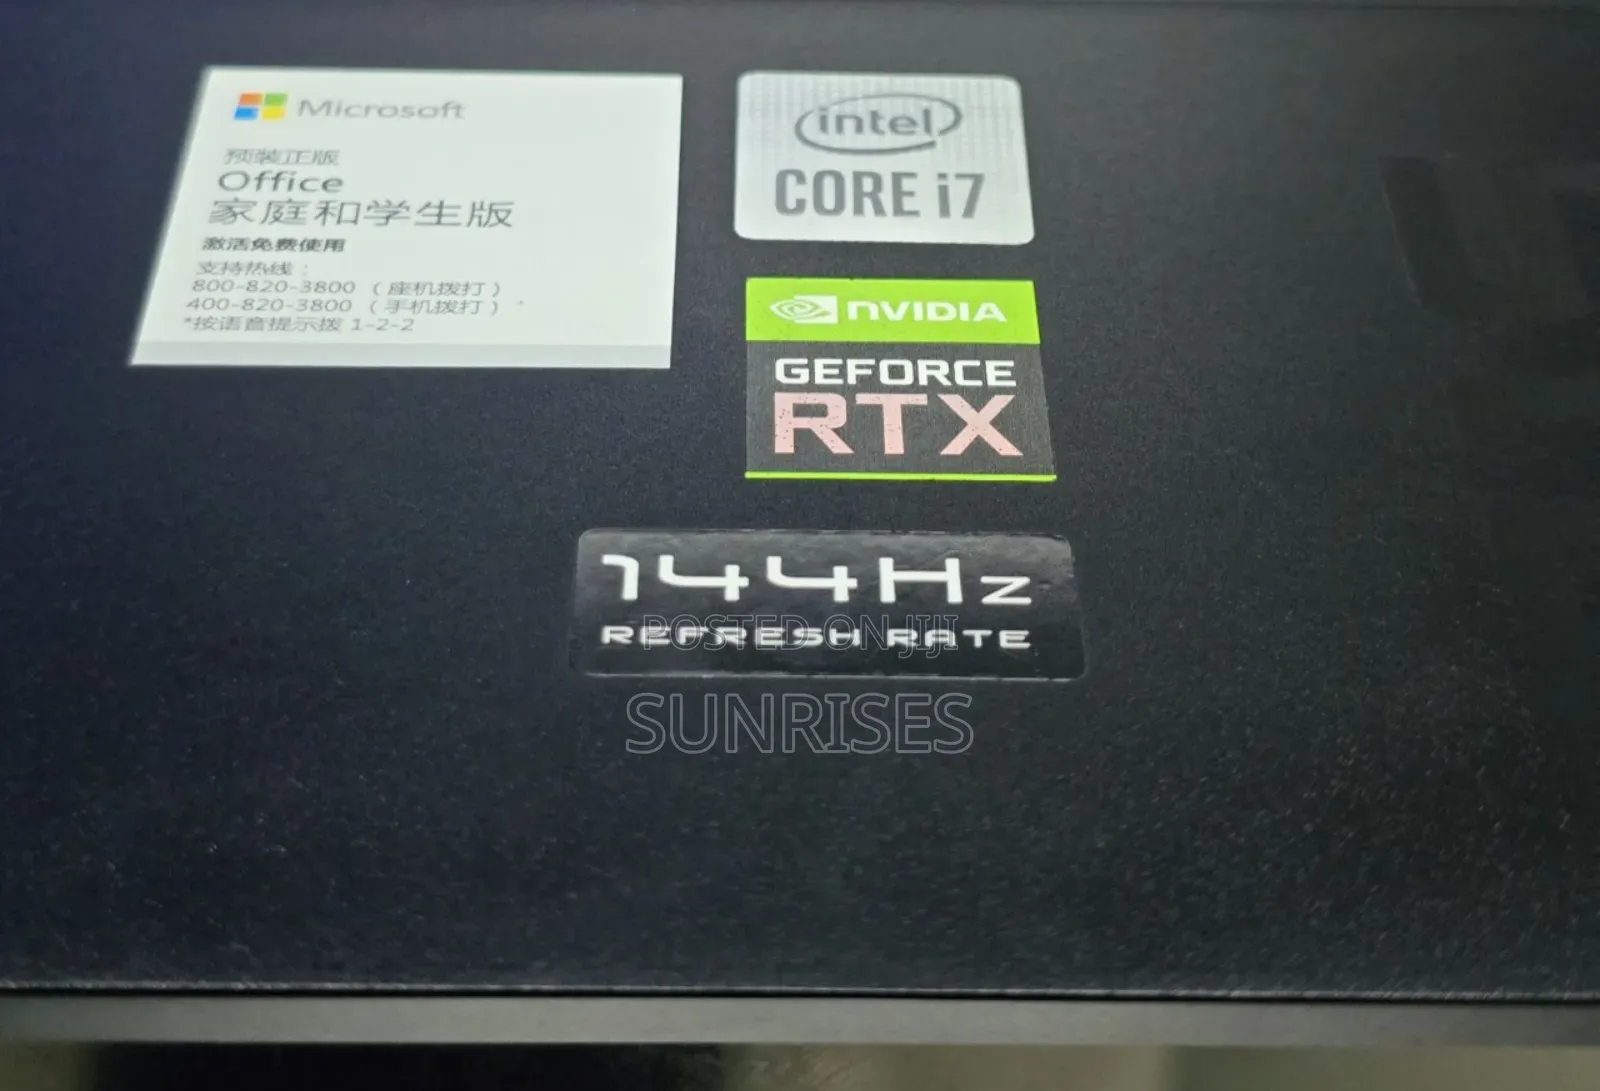 Microsoft
预装正版
Office
家庭和学生版
激活免费使用
支持热线：
800-820-3800（座机拨打）
400-820-3800（手机拨打）
*按语音提示拨 1-2-2
intel
CORE i7
NVIDIA
GEFORCE
RTX
144Hz
REFRESH RATE
POSTED ON JIJI
SUNRISES